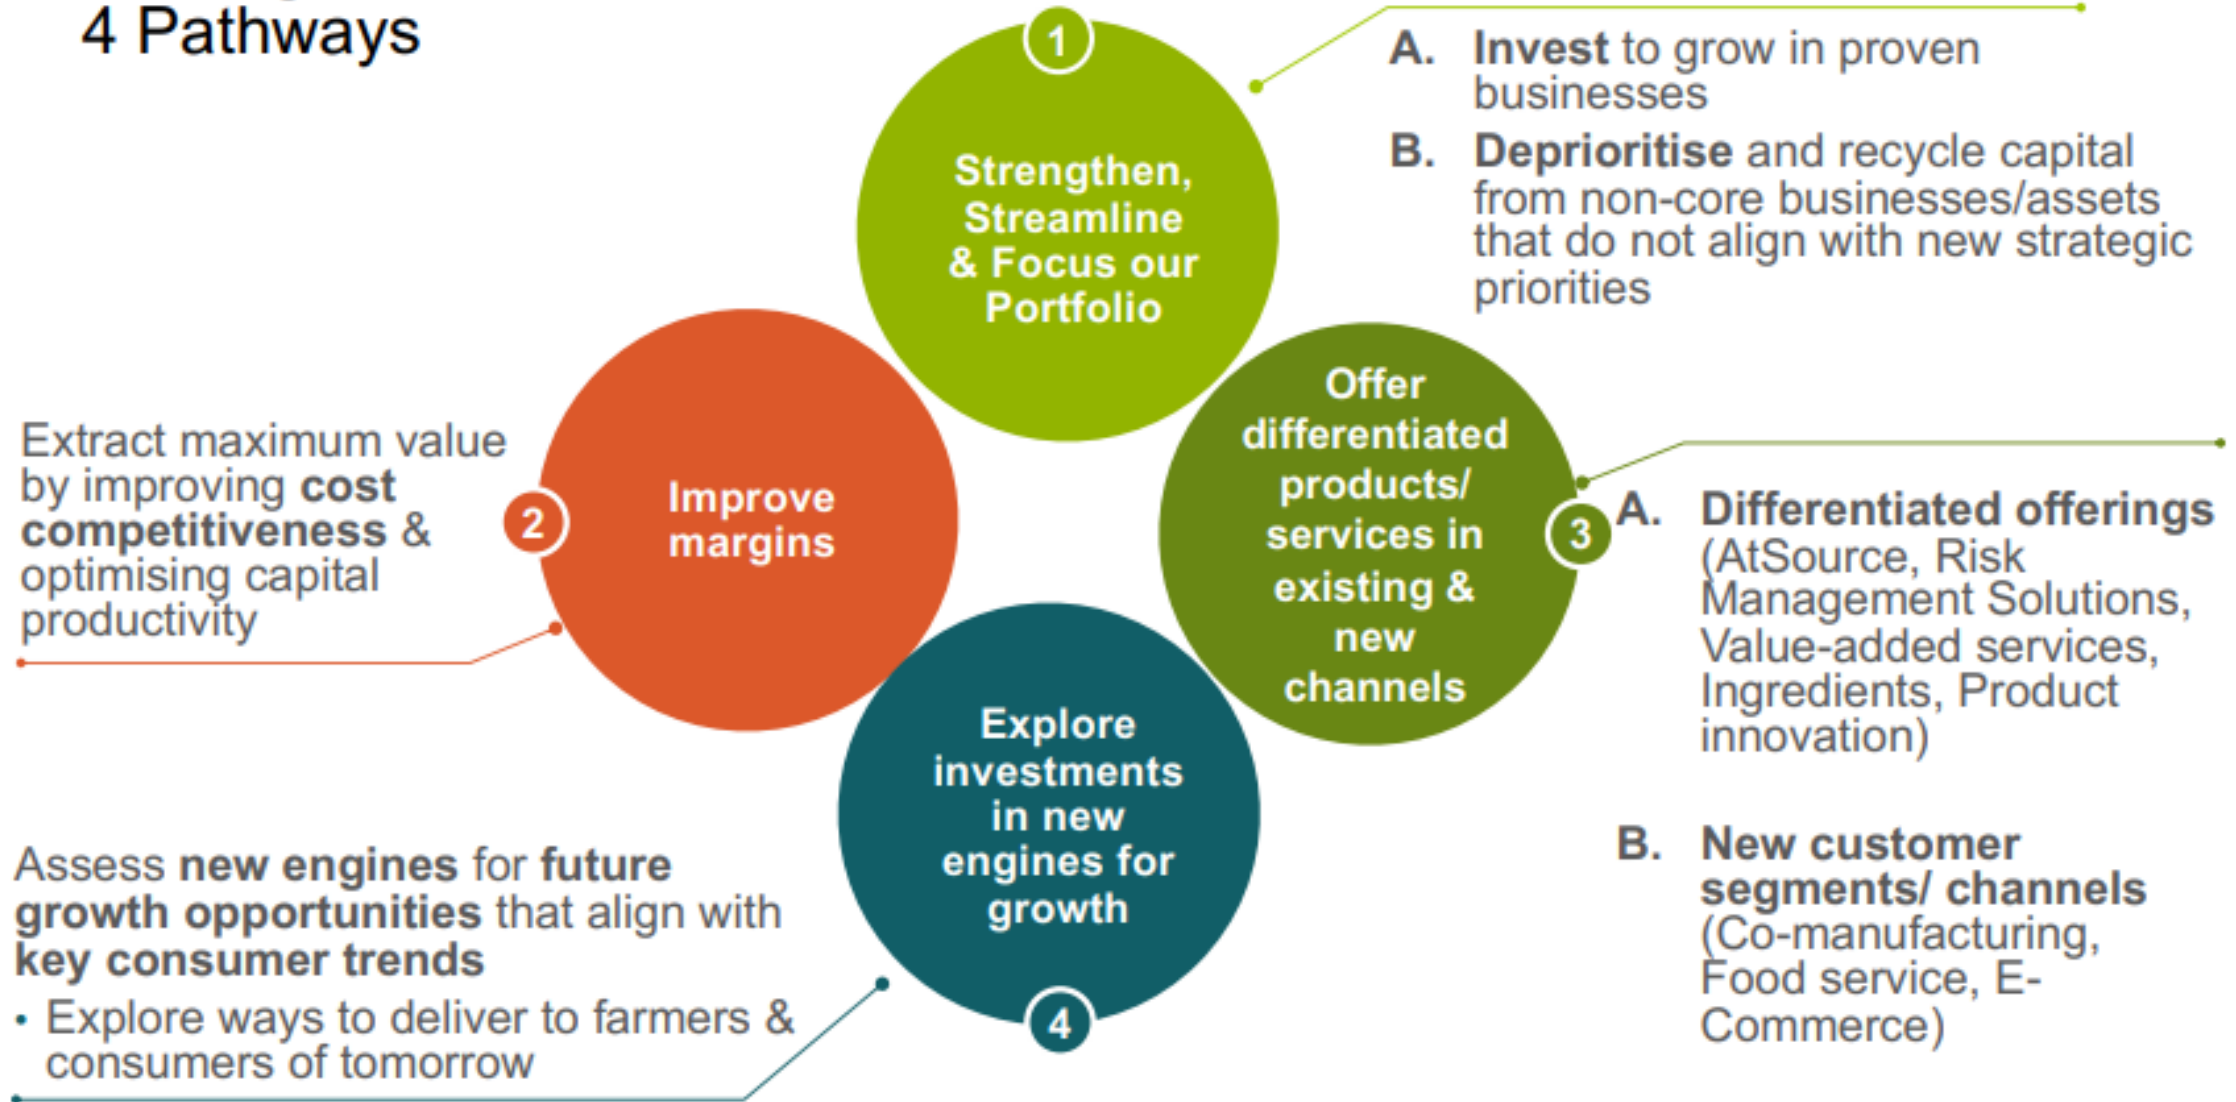 4 Pathways
1
Strengthen,
Streamline
& Focus our
Portfolio
A. Invest to grow in proven
businesses
B. Deprioritise and recycle capital
from non-core businesses/assets
that do not align with new strategic
priorities
Extract maximum value
by improving cost
competitiveness &
optimising capital
productivity
2
Improve
margins
Offer
differentiated
products/
services in
existing &
new
channels
3
A. Differentiated offerings
(AtSource, Risk
Management Solutions,
Value-added services,
Ingredients, Product
innovation)
B. New customer
segments/ channels
(Co-manufacturing,
Food service, E-
Commerce)
Explore
investments
in new
engines for
growth
4
Assess new engines for future
growth opportunities that align with
key consumer trends
• Explore ways to deliver to farmers &
consumers of tomorrow